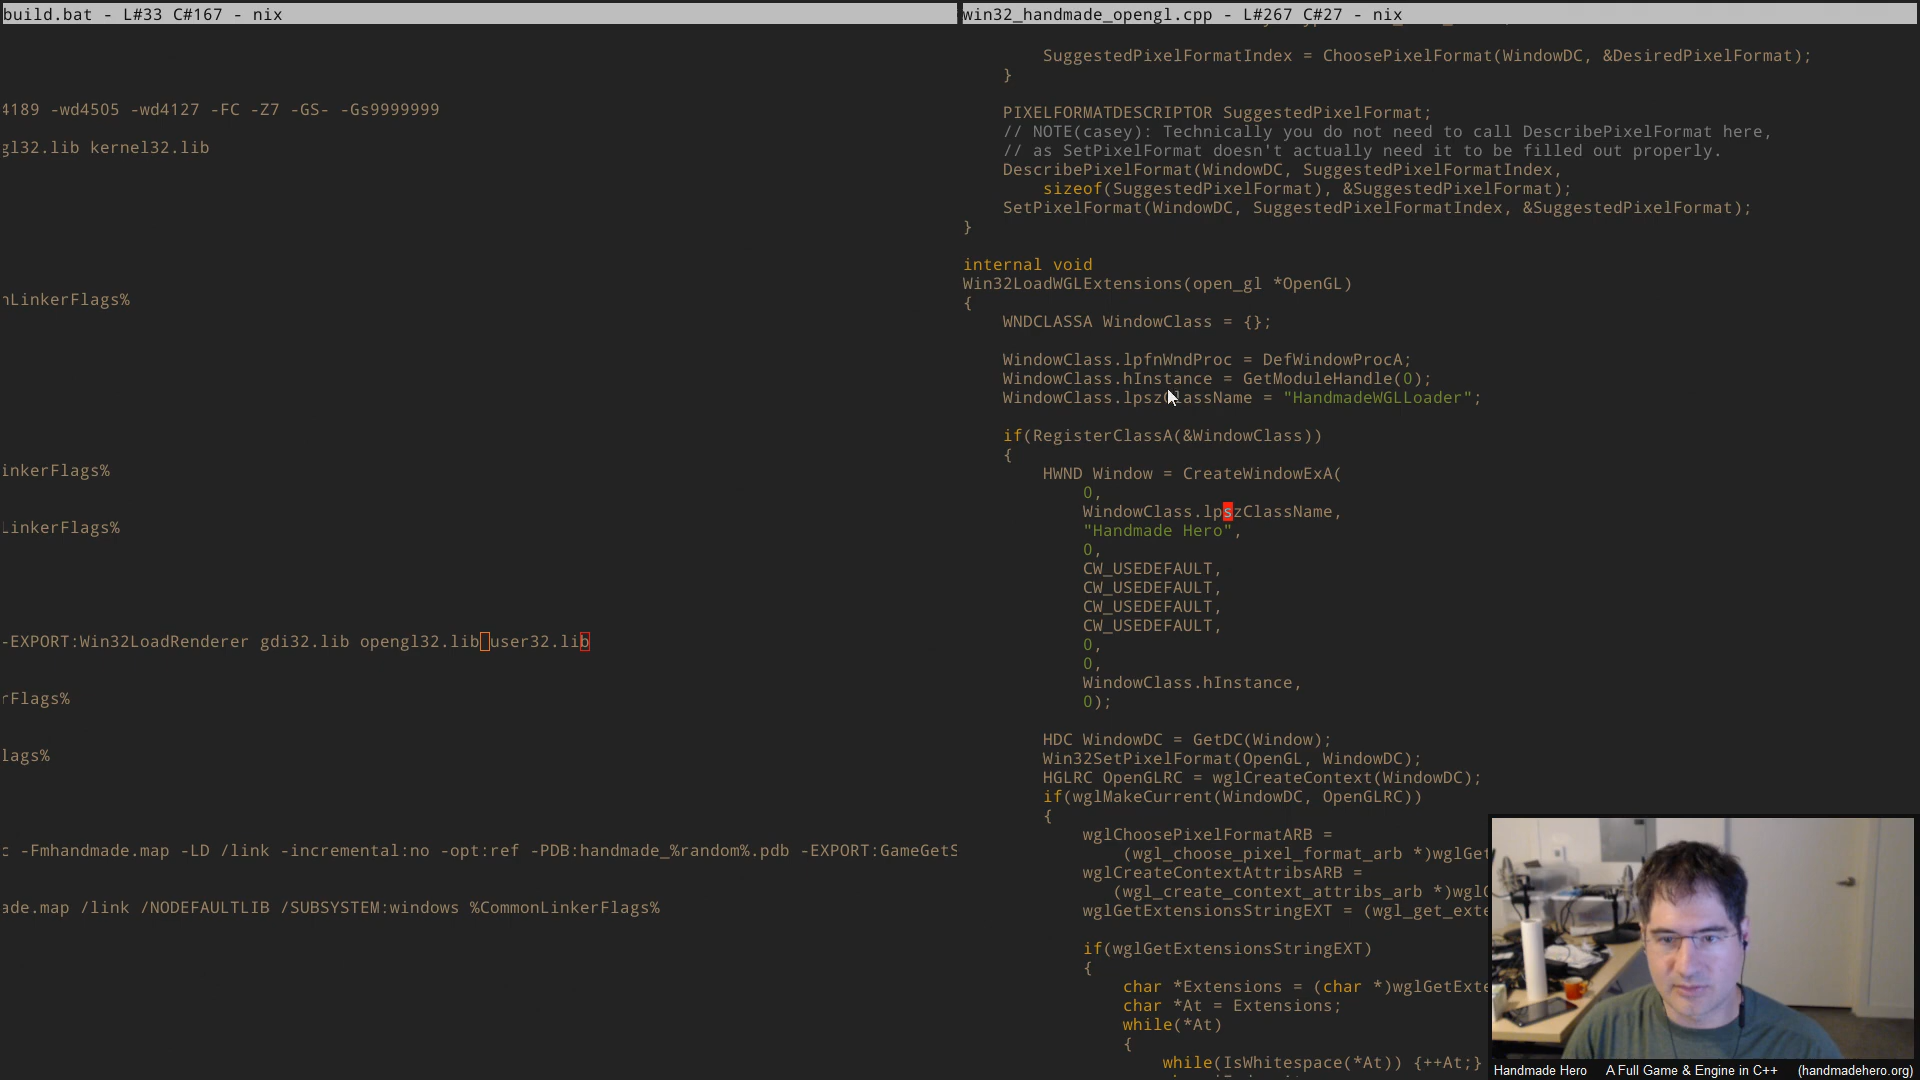 build.bat - L#33 C#167 - nix
4189 -wd4505 -wd4127 -FC -Z7 -GS- -Gs9999999
gl32.lib kernel32.lib
nLinkerFlags%
inkerFlags%
LinkerFlags%
-EXPORT:Win32LoadRenderer gdi32.lib opengl32.lib user32.lib
rFlags%
lags%
c -Fmhandmade.map -LD /link -incremental:no -opt:ref -PDB:handmade_%random%.pdb -EXPORT:GameGetS
ade.map /link /NODEFAULTLIB /SUBSYSTEM:windows %CommonLinkerFlags%
win32_handmade_opengl.cpp - L#267 C#27 - nix
SuggestedPixelFormatIndex = ChoosePixelFormat(WindowDC, &DesiredPixelFormat);
}
PIXELFORMATDESCRIPTOR SuggestedPixelFormat;
// NOTE(casey): Technically you do not need to call DescribePixelFormat here,
// as SetPixelFormat doesn't actually need it to be filled out properly.
DescribePixelFormat(WindowDC, SuggestedPixelFormatIndex,
sizeof(SuggestedPixelFormat), &SuggestedPixelFormat);
SetPixelFormat(WindowDC, SuggestedPixelFormatIndex, &SuggestedPixelFormat);
}
internal void
Win32LoadWGLExtensions(open_gl *OpenGL)
{
WNDCLASSA WindowClass = {};
WindowClass.lpfnWndProc = DefWindowProcA;
WindowClass.hInstance = GetModuleHandle(0);
WindowClass.lpszClassName = "HandmadeWGLLoader";
if(RegisterClassA(&WindowClass))
{
HWND Window = CreateWindowExA(
0,
WindowClass.lpszClassName,
"Handmade Hero",
0,
CW_USEDEFAULT,
CW_USEDEFAULT,
CW_USEDEFAULT,
CW_USEDEFAULT,
0,
0,
WindowClass.hInstance,
0);
HDC WindowDC = GetDC(Window);
Win32SetPixelFormat(OpenGL, WindowDC);
HGLRC OpenGLRC = wglCreateContext(WindowDC);
if(wglMakeCurrent(WindowDC, OpenGLRC))
{
wglChoosePixelFormatARB =
(wgl_choose_pixel_format_arb *)wglGet
wglCreateContextAttribsARB =
(wgl_create_context_attribs_arb *)wglG
wglGetExtensionsStringEXT = (wgl_get_exte
if(wglGetExtensionsStringEXT)
{
char *Extensions = (char *)wglGetExte
char *At = Extensions;
while(*At)
{
while(IsWhitespace(*At)) {++At;}
Handmade Hero A Full Game & Engine in C++ (handmadehero.org)